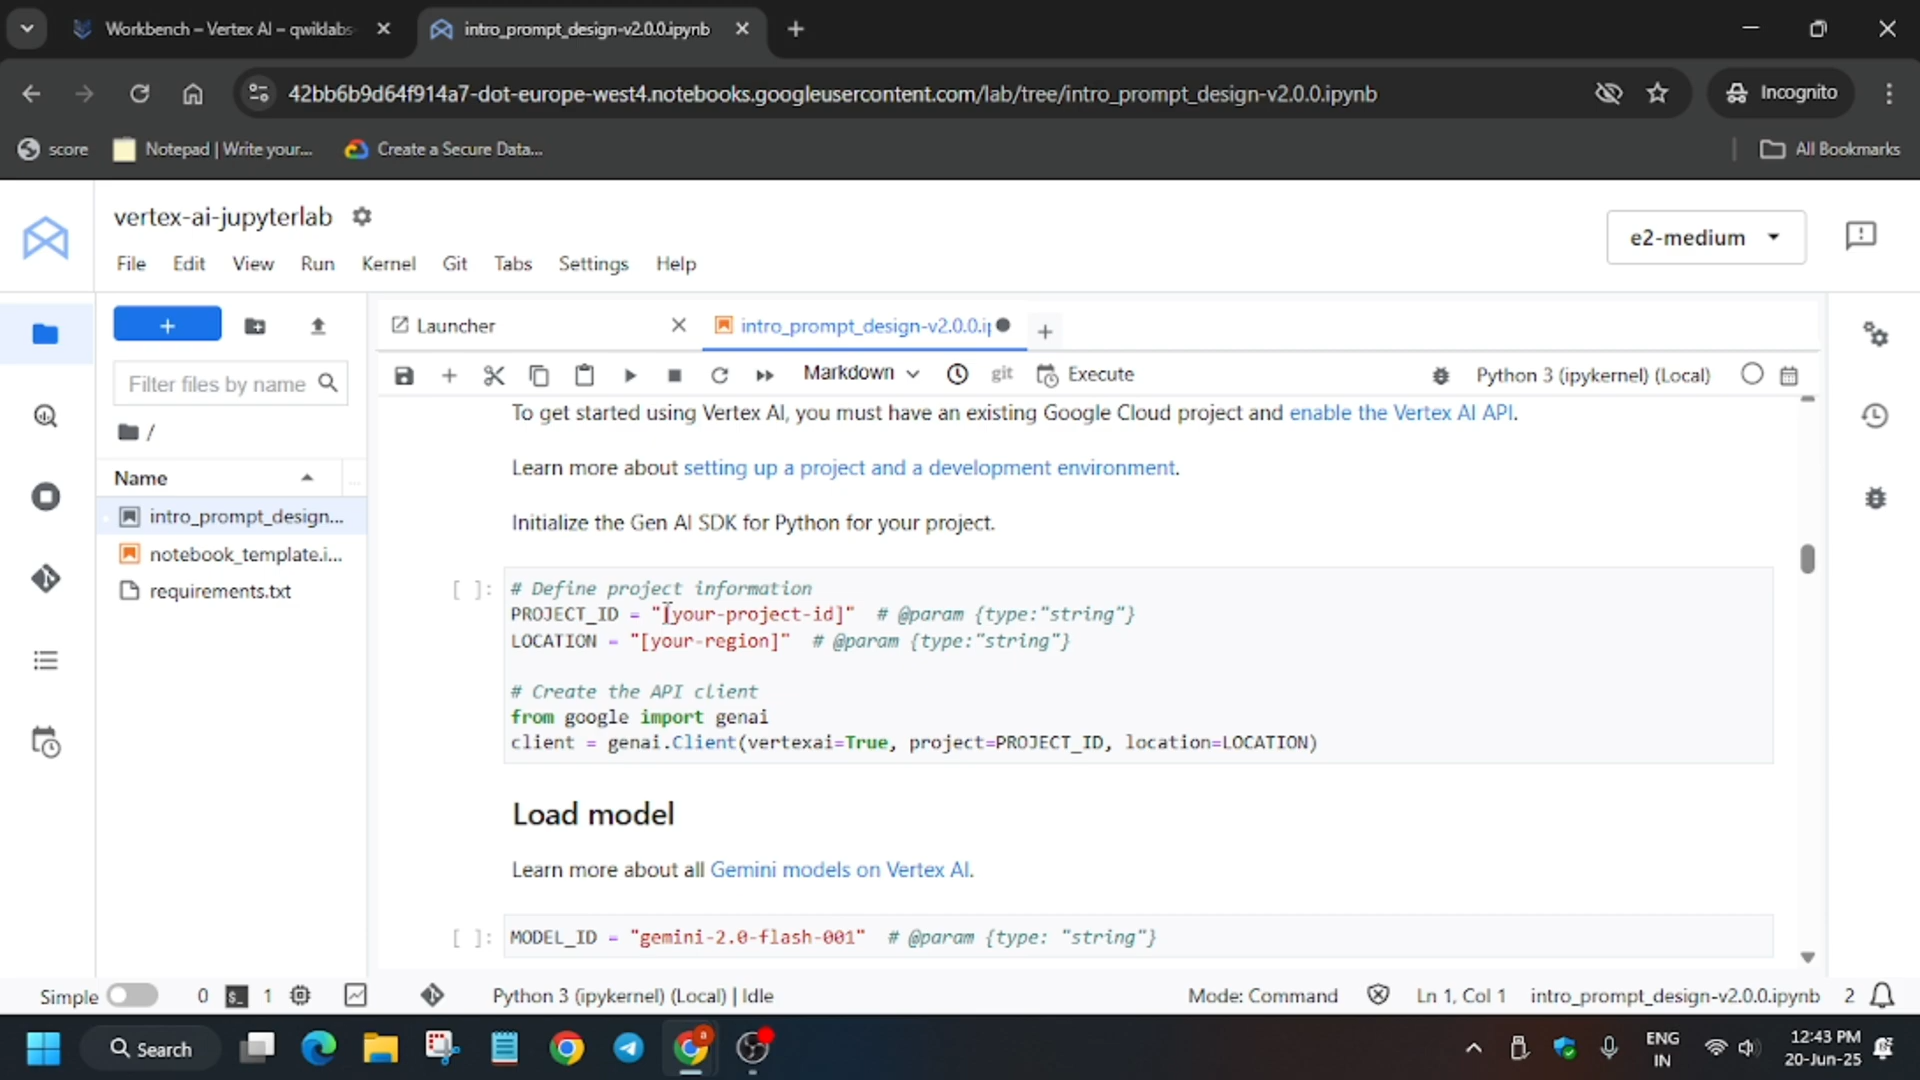 Workbench – Vertex AI – qwiklabs-
intro_prompt_design-v2.0.0.ipynb
42bb6b9d64f914a7-dot-europe-west4.notebooks.googleusercontent.com/lab/tree/intro_prompt_design-v2.0.0.ipynb
Incognito
score
Notepad | Write your...
Create a Secure Data...
All Bookmarks
vertex-ai-jupyterlab
e2-medium
File Edit View Run Kernel Git Tabs Settings Help
Launcher
intro_prompt_design-v2.0.0.i
Filter files by name
Markdown
git
Execute
Python 3 (ipykernel) (Local)
/
Name
intro_prompt_design...
notebook_template.i...
requirements.txt
To get started using Vertex AI, you must have an existing Google Cloud project and enable the Vertex AI API.
Learn more about setting up a project and a development environment.
Initialize the Gen AI SDK for Python for your project.
[ ]: # Define project information
PROJECT_ID = "[your-project-id]" # @param {type:"string"}
LOCATION = "[your-region]" # @param {type:"string"}
# Create the API client
from google import genai
client = genai.Client(vertexai=True, project=PROJECT_ID, location=LOCATION)
Load model
Learn more about all Gemini models on Vertex AI.
[ ]: MODEL_ID = "gemini-2.0-flash-001" # @param {type: "string"}
Simple 0 $_ 1 Python 3 (ipykernel) (Local) | Idle Mode: Command Ln 1, Col 1 intro_prompt_design-v2.0.0.ipynb 2
Search
ENG
IN
12:43 PM
20-Jun-25